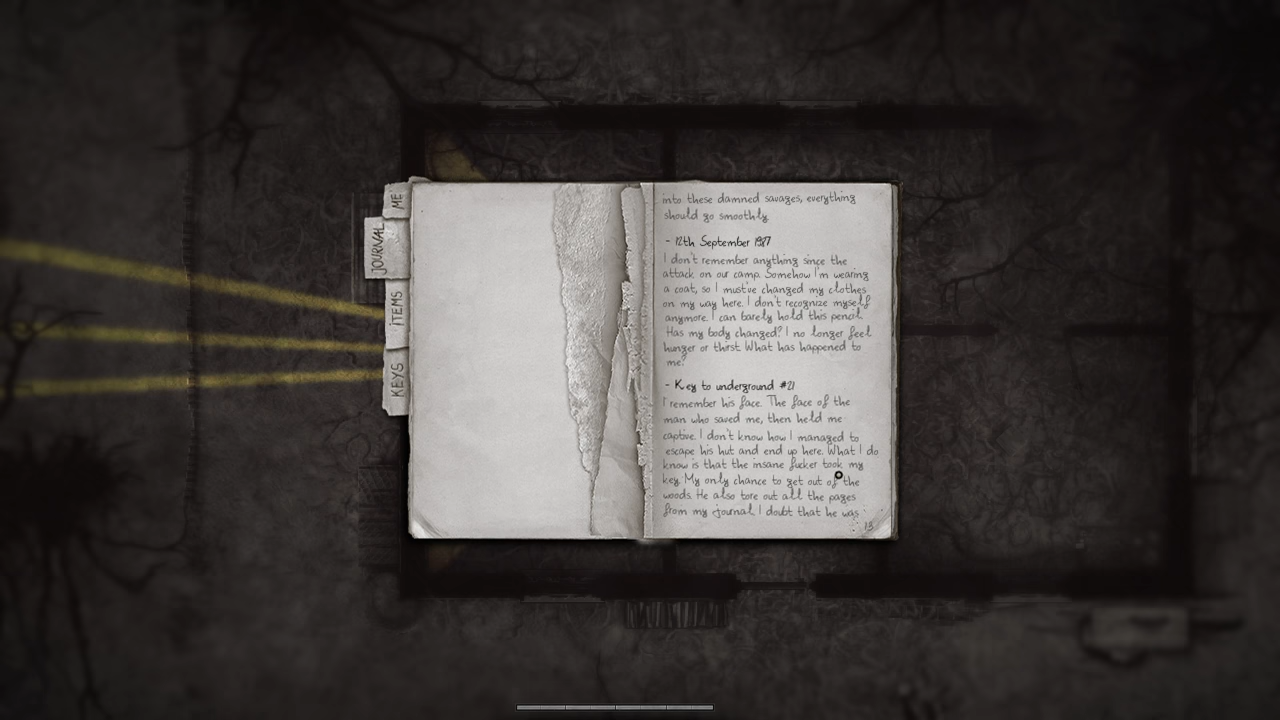 ME
JOURNAL
ITEMS
KEYS
into these damned savages, everything
should go smoothly.
- 12th September 1987
I don't remember anything since the
attack on our camp. Somehow I'm wearing
a coat, so I must've changed my clothes
on my way here. I don't recognize myself
anymore. I can barely hold this pencil.
Has my body changed? I no longer feel
hunger or thirst. What has happened to
me?
- Key to underground #21
I remember his face. The face of the
man who saved me, then held me
captive. I don't know how I managed to
escape his hut and end up here. What I do
know is that the insane fucker took my
key. My only chance to get out of the
woods. He also tore out all the pages
from my journal. I doubt that he was
13